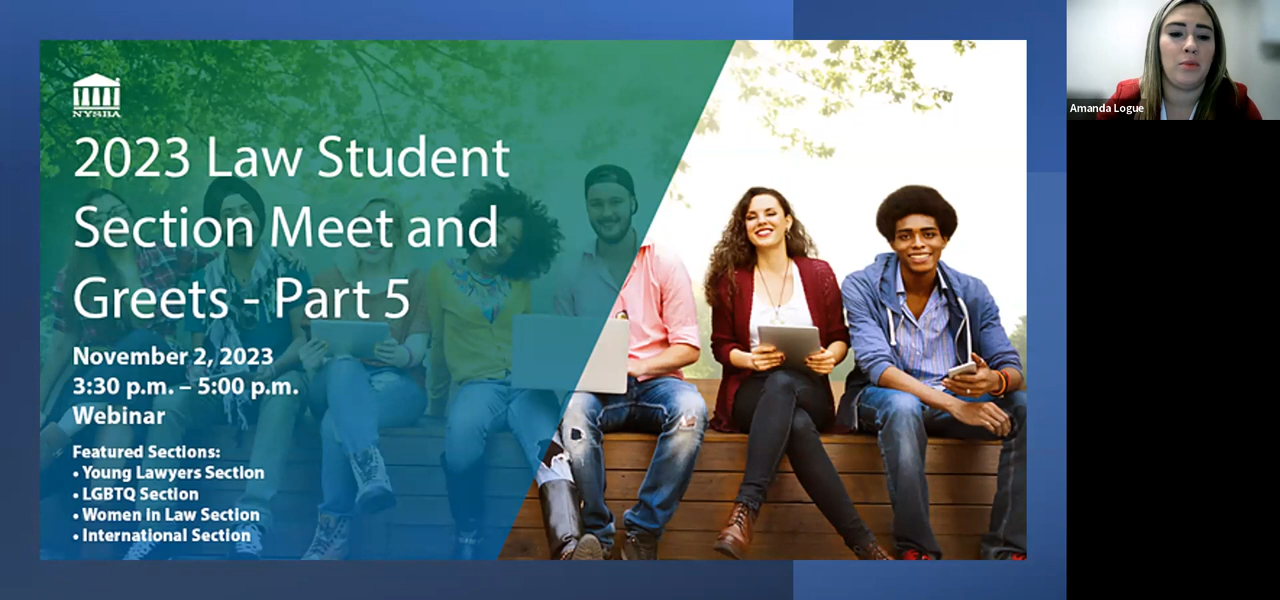 NYSBA
2023 Law Student
Section Meet and
Greets - Part 5
November 2, 2023
3:30 p.m. – 5:00 p.m.
Webinar
Featured Sections:
• Young Lawyers Section
• LGBTQ Section
• Women in Law Section
• International Section
Amanda Logue